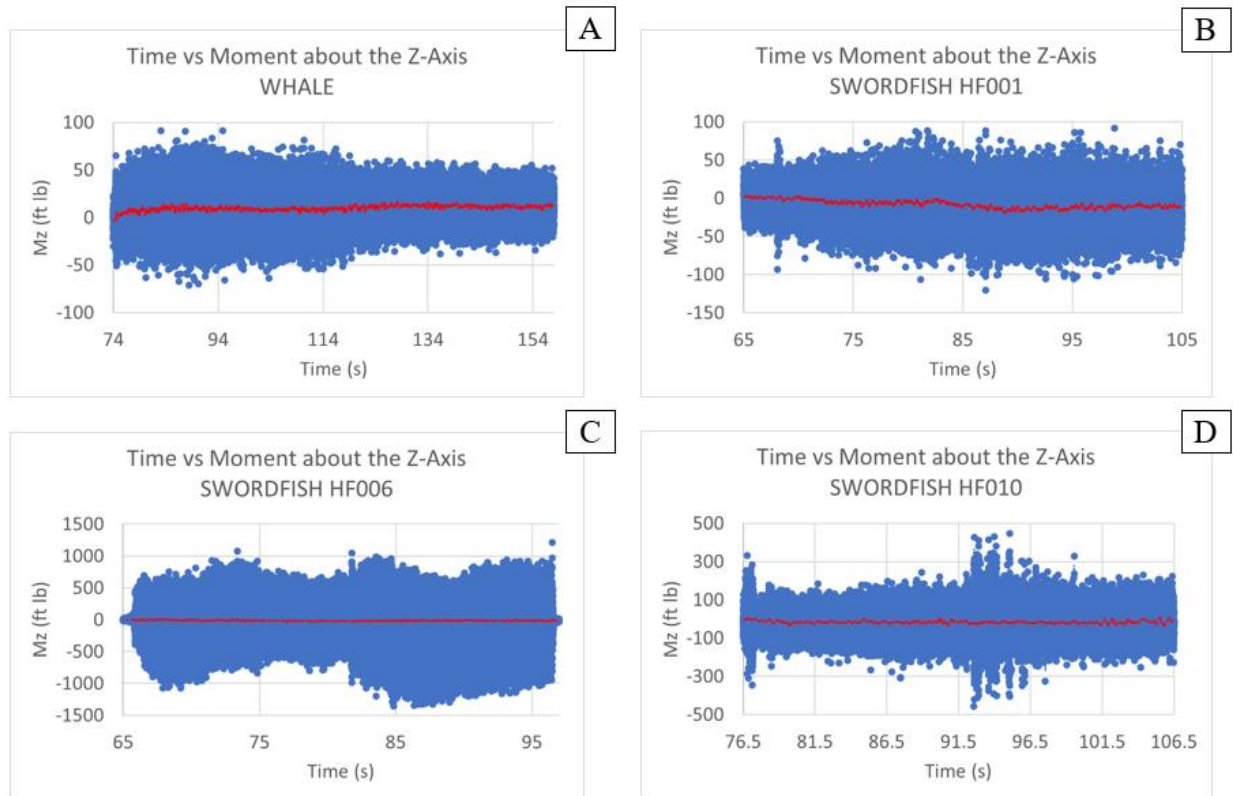 A
Time vs Moment about the Z-Axis
WHALE
Mz (ft lb)
100
50
0
-50
-100
74 94 114 134 154
Time (s)
B
Time vs Moment about the Z-Axis
SWORDFISH HF001
Mz (ft lb)
100
50
0
-50
-100
-150
65 75 85 95 105
Time (s)
C
Time vs Moment about the Z-Axis
SWORDFISH HF006
Mz (ft lb)
1500
1000
500
0
-500
-1000
-1500
65 75 85 95
Time (s)
D
Time vs Moment about the Z-Axis
SWORDFISH HF010
Mz (ft lb)
500
300
100
-100
-300
-500
76.5 81.5 86.5 91.5 96.5 101.5 106.5
Time (s)